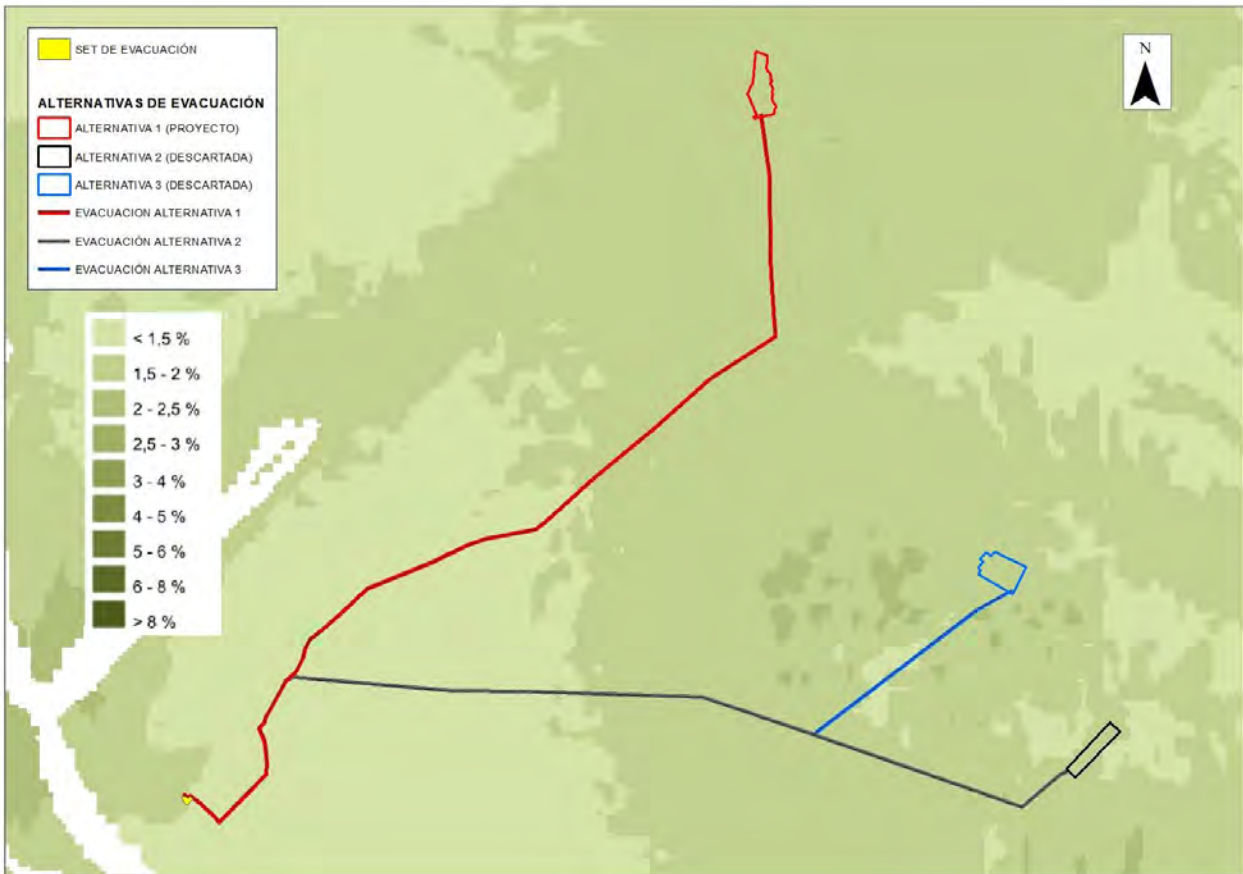 SET DE EVACUACIÓN
ALTERNATIVAS DE EVACUACIÓN
ALTERNATIVA 1 (PROYECTO)
ALTERNATIVA 2 (DESCARTADA)
ALTERNATIVA 3 (DESCARTADA)
EVACUACION ALTERNATIVA 1
EVACUACIÓN ALTERNATIVA 2
EVACUACIÓN ALTERNATIVA 3
N
< 1,5 %
1,5 - 2 %
2 - 2,5 %
2,5 - 3 %
3 - 4 %
4 - 5 %
5 - 6 %
6 - 8 %
> 8 %